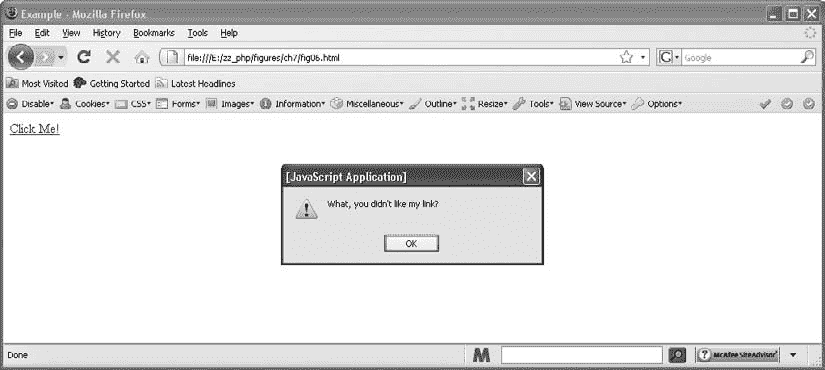 Example - Mozilla Firefox
File Edit View History Bookmarks Tools Help
file:///E:/zz_php/figures/ch7/fig06.html
Google
Most Visited Getting Started Latest Headlines
Disable Cookies CSS Forms Images Information Miscellaneous Outline Resize Tools View Source Options
Click Me!
[JavaScript Application]
What, you didn't like my link?
OK
Done
McAfee SiteAdvisor